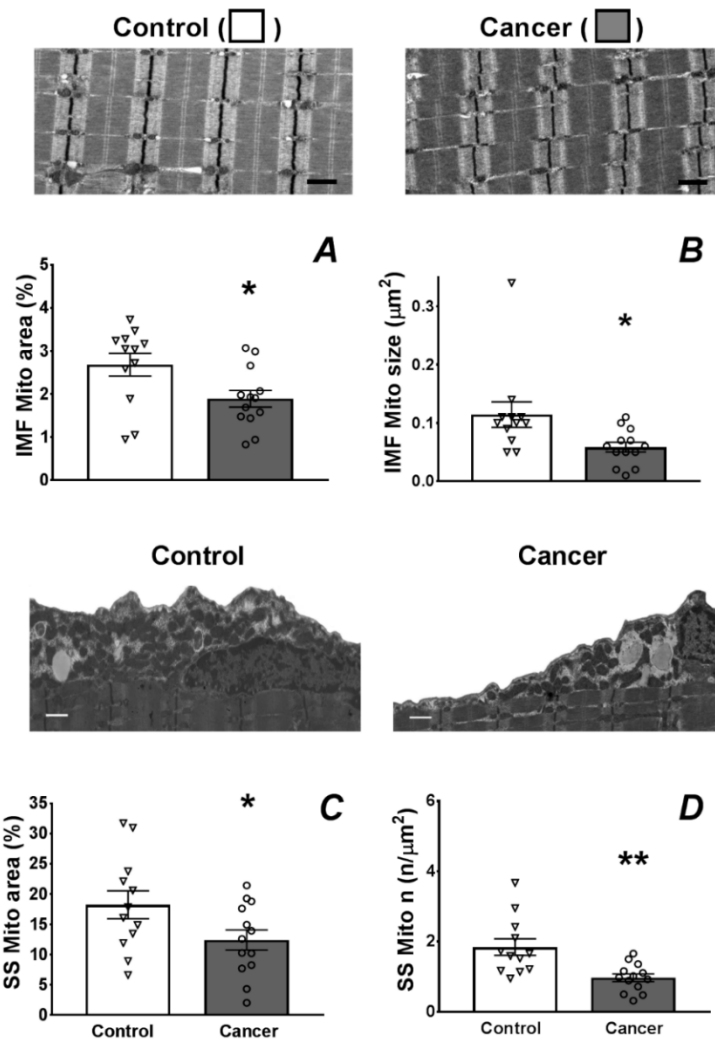 Control ( )
Cancer ( )
A
IMF Mito area (%)
5
4
3
2
1
0
*
B
IMF Mito size (μm²)
0.3
0.2
0.1
0.0
*
Control
Cancer
C
SS Mito area (%)
35
30
25
20
15
10
5
0
*
Control
Cancer
D
SS Mito n (n/μm²)
6
4
2
0
**
Control
Cancer